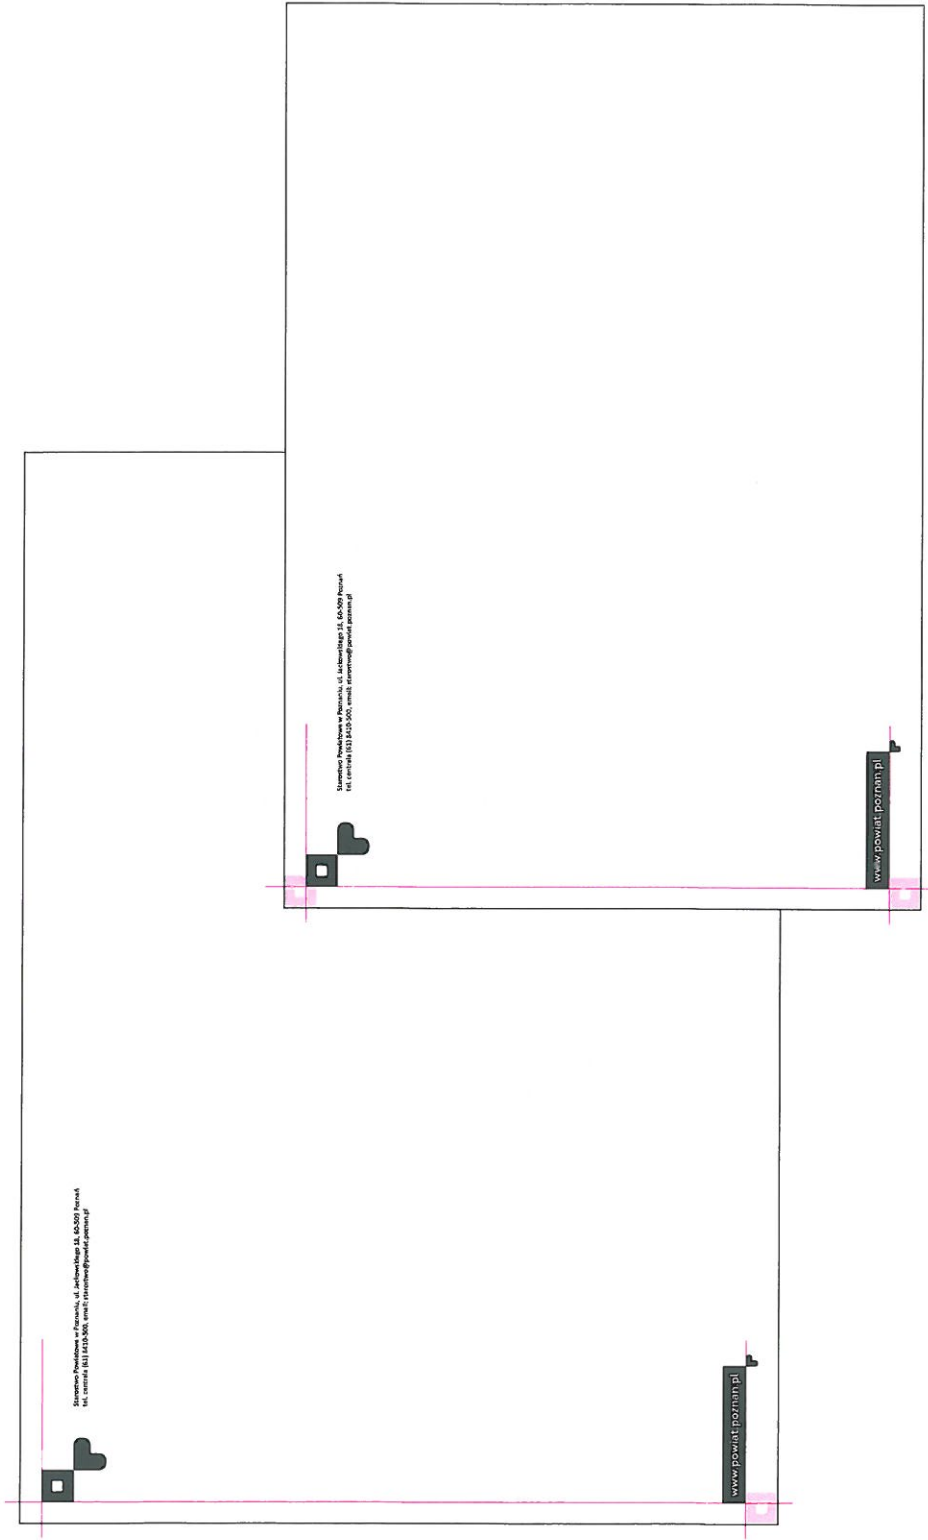 Starostwo Powiatowe w Poznaniu, ul. Jackowskiego 18, 60-509 Poznań
tel. centrala (61) 8410-500, email: starostwo@powiat.poznan.pl
www.powiat.poznan.pl
Starostwo Powiatowe w Poznaniu, ul. Jackowskiego 18, 60-509 Poznań
tel. centrala (61) 8410-500, email: starostwo@powiat.poznan.pl
www.powiat.poznan.pl